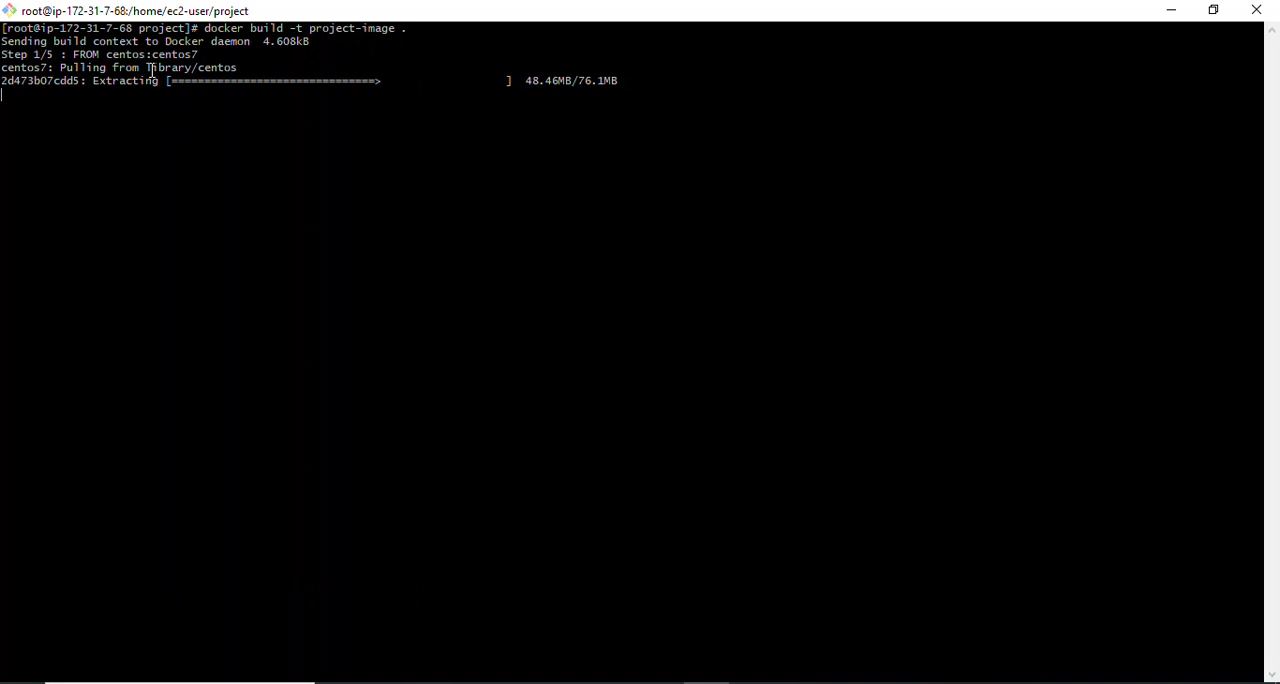 root@ip-172-31-7-68:/home/ec2-user/project
[root@ip-172-31-7-68 project]# docker build -t project-image .
Sending build context to Docker daemon  4.608kB
Step 1/5 : FROM centos:centos7
centos7: Pulling from library/centos
2d473b07cdd5: Extracting [===============================>                   ]  48.46MB/76.1MB